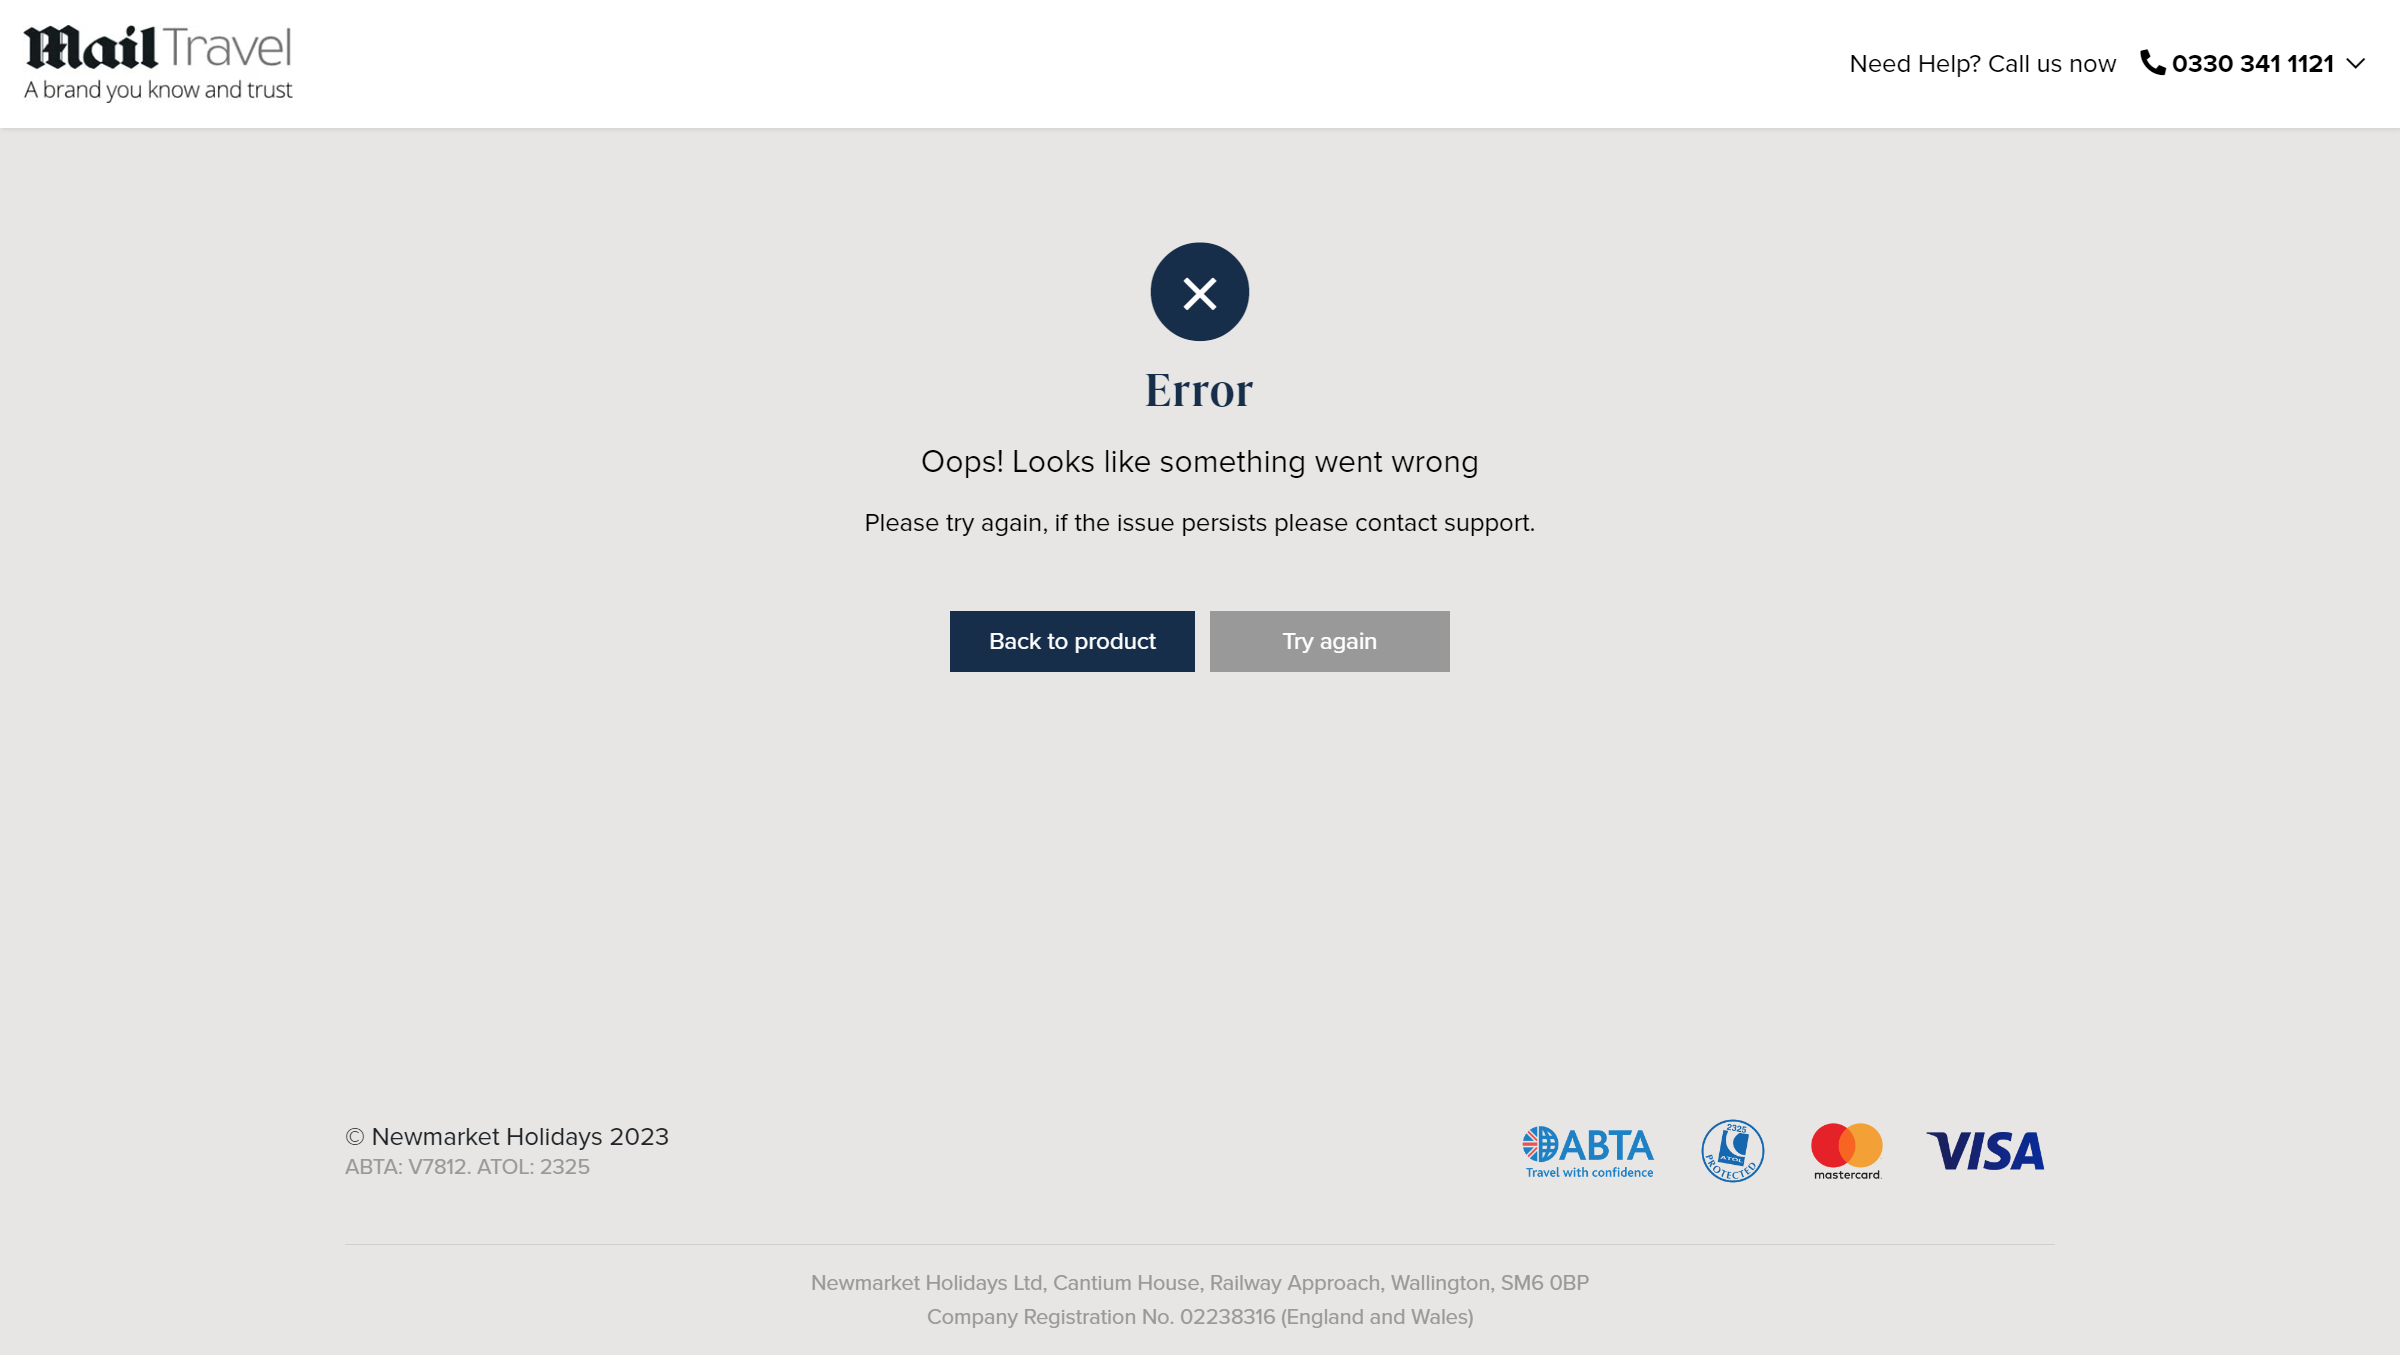 Mail Travel
A brand you know and trust
Need Help? Call us now 0330 341 1121
Error
Oops! Looks like something went wrong
Please try again, if the issue persists please contact support.
Back to product
Try again
© Newmarket Holidays 2023
ABTA: V7812. ATOL: 2325
ABTA
Travel with confidence
2325
ATOL
PROTECTED
mastercard.
VISA
Newmarket Holidays Ltd, Cantium House, Railway Approach, Wallington, SM6 0BP
Company Registration No. 02238316 (England and Wales)